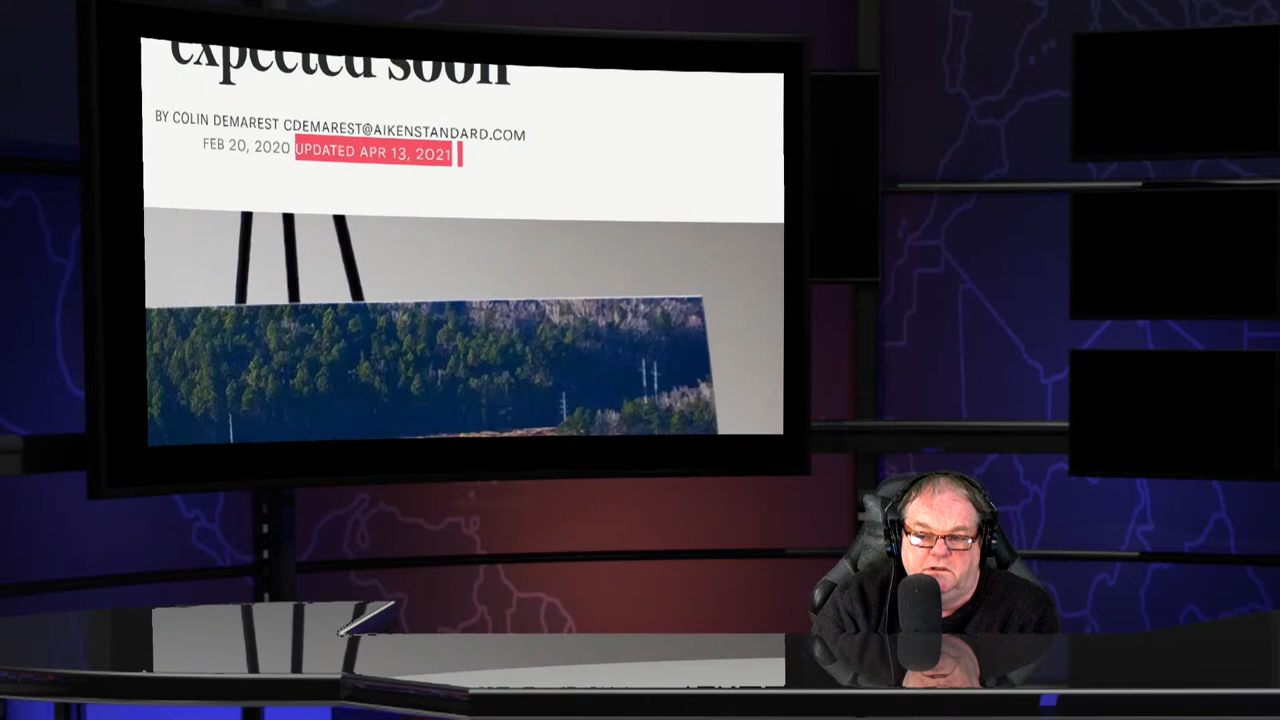 expected soon
BY COLIN DEMAREST CDEMAREST@AIKENSTANDARD.COM
FEB 20, 2020 UPDATED APR 13, 2021